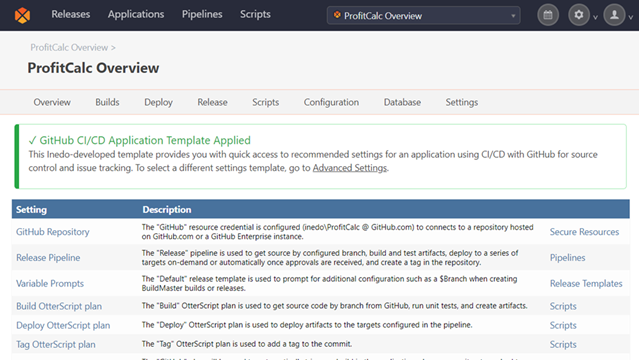 Releases Applications Pipelines Scripts ProfitCalc Overview
ProfitCalc Overview >
ProfitCalc Overview
Overview Builds Deploy Release Scripts Configuration Database Settings
✓ GitHub CI/CD Application Template Applied
This Inedo-developed template provides you with quick access to recommended settings for an application using CI/CD with GitHub for source
control and issue tracking. To select a different settings template, go to Advanced Settings.
Setting Description
The "GitHub" resource credential is configured (inedo\ProfitCalc @ GitHub.com) to connects to a repository hosted
GitHub Repository Secure Resources
on GitHub.com or a GitHub Enterprise instance.
The "Release" pipeline is used to get source by configured branch, build and test artifacts, deploy to a series of
Release Pipeline Pipelines
targets on-demand or automatically once approvals are received, and create a tag in the repository.
The "Default" release template is used to prompt for additional configuration such as a $Branch when creating
Variable Prompts Release Templates
BuildMaster builds or releases.
Build OtterScript plan The "Build" OtterScript plan is used to get source code by branch from GitHub, run unit tests, and create artifacts. Scripts
Deploy OtterScript plan The "Deploy" OtterScript plan is used to deploy artifacts to the targets configured in the pipeline. Scripts
Tag OtterScript plan The "Tag" OtterScript plan is used to add a tag to the commit. Scripts